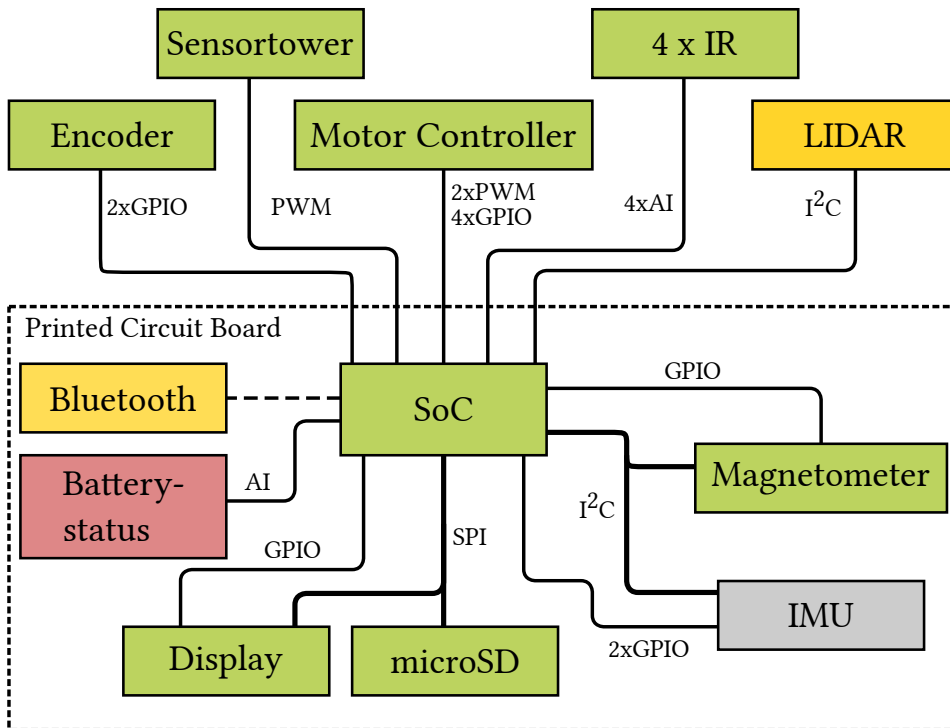 Sensortower
4 x IR
Encoder
Motor Controller
LIDAR
2xGPIO
PWM
2xPWM
4xGPIO
4xAI
I²C
Printed Circuit Board
Bluetooth
SoC
GPIO
Battery-
status
AI
Magnetometer
I²C
GPIO
SPI
IMU
Display
microSD
2xGPIO